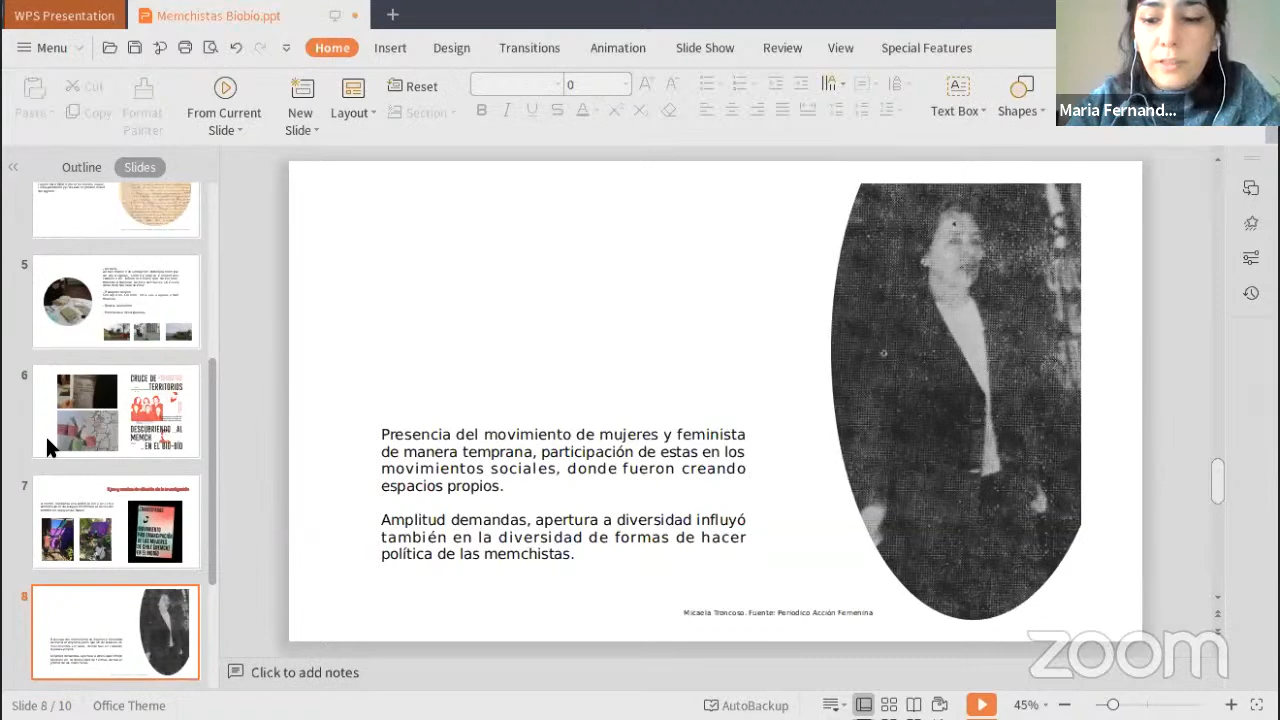 WPS Presentation
Memchistas Biobío.ppt
Menu
Home
Insert
Design
Transitions
Animation
Slide Show
Review
View
Special Features
Paste
Cut
Copy
Format
Painter
From Current
Slide
New
Slide
Layout
Reset
0
Text Box
Shapes
Maria Fernand...
Outline
Slides
5
6
CRUCE DE
TERRITORIOS
DESCUBRIENDO AL
MEMCH
EN EL BIO-BIO
7
8
Presencia del movimiento de mujeres y feminista
de manera temprana, participación de estas en los
movimientos sociales, donde fueron creando
espacios propios.
Amplitud demandas, apertura a diversidad influyó
también en la diversidad de formas de hacer
política de las memchistas.
Micaela Troncoso. Fuente: Periodico Acción Femenina
zoom
Click to add notes
Slide 8 / 10
Office Theme
AutoBackup
45%